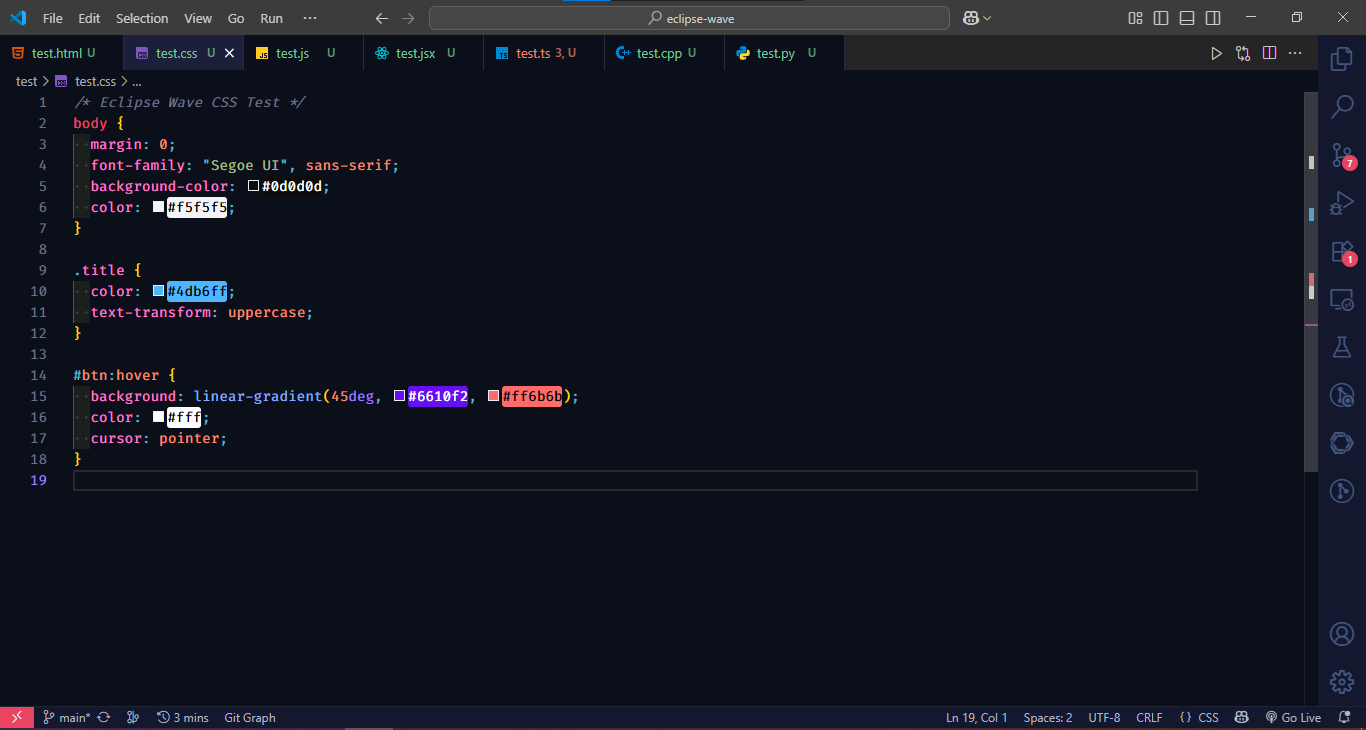 File Edit Selection View Go Run ··· eclipse-wave
test.html U test.css U test.js U test.jsx U test.ts 3, U test.cpp U test.py U
test > test.css > ...
1 /* Eclipse Wave CSS Test */
2 body {
3 margin: 0;
4 font-family: "Segoe UI", sans-serif;
5 background-color: #0d0d0d;
6 color: #f5f5f5;
7 }
8
9 .title {
10 color: #4db6ff;
11 text-transform: uppercase;
12 }
13
14 #btn:hover {
15 background: linear-gradient(45deg, #6610f2, #ff6b6b);
16 color: #fff;
17 cursor: pointer;
18 }
19
7
1
main* 3 mins Git Graph Ln 19, Col 1 Spaces: 2 UTF-8 CRLF {} CSS Go Live